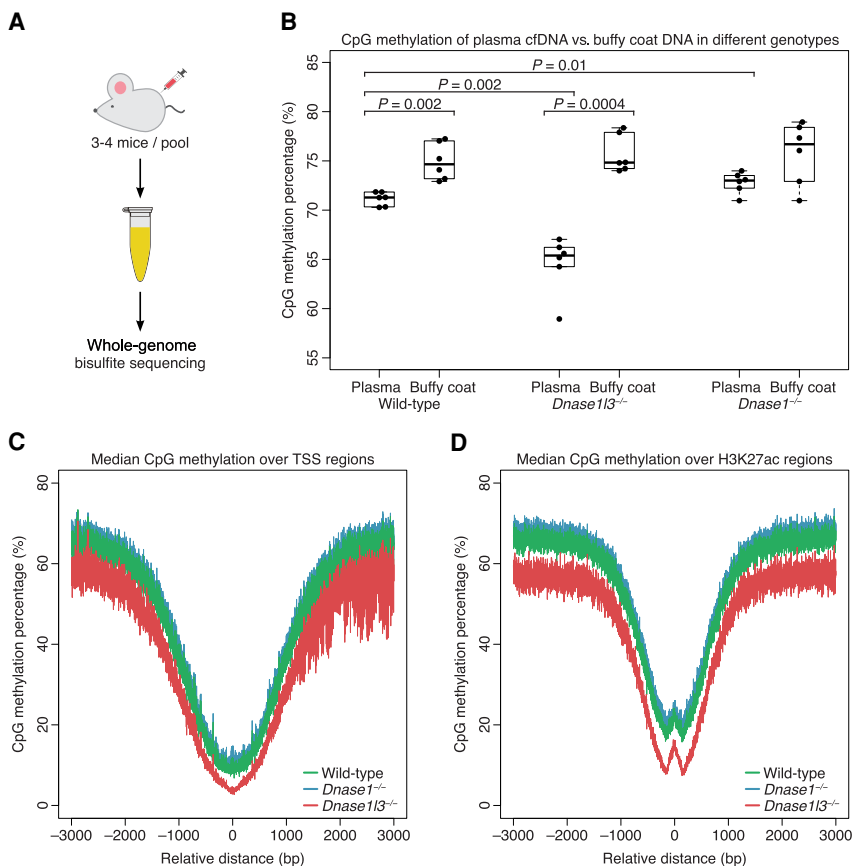 A
3-4 mice / pool
Whole-genome
bisulfite sequencing
B
CpG methylation of plasma cfDNA vs. buffy coat DNA in different genotypes
CpG methylation percentage (%)
85
80
75
70
65
60
55
P = 0.01
P = 0.002
P = 0.002
P = 0.0004
Plasma Buffy coat Plasma Buffy coat Plasma Buffy coat
Wild-type Dnase1l3–/– Dnase1–/–
C
Median CpG methylation over TSS regions
CpG methylation percentage (%)
80
60
40
20
0
Wild-type
Dnase1–/–
Dnase1l3–/–
–3000 –2000 –1000 0 1000 2000 3000
Relative distance (bp)
D
Median CpG methylation over H3K27ac regions
CpG methylation percentage (%)
80
60
40
20
0
Wild-type
Dnase1–/–
Dnase1l3–/–
–3000 –2000 –1000 0 1000 2000 3000
Relative distance (bp)